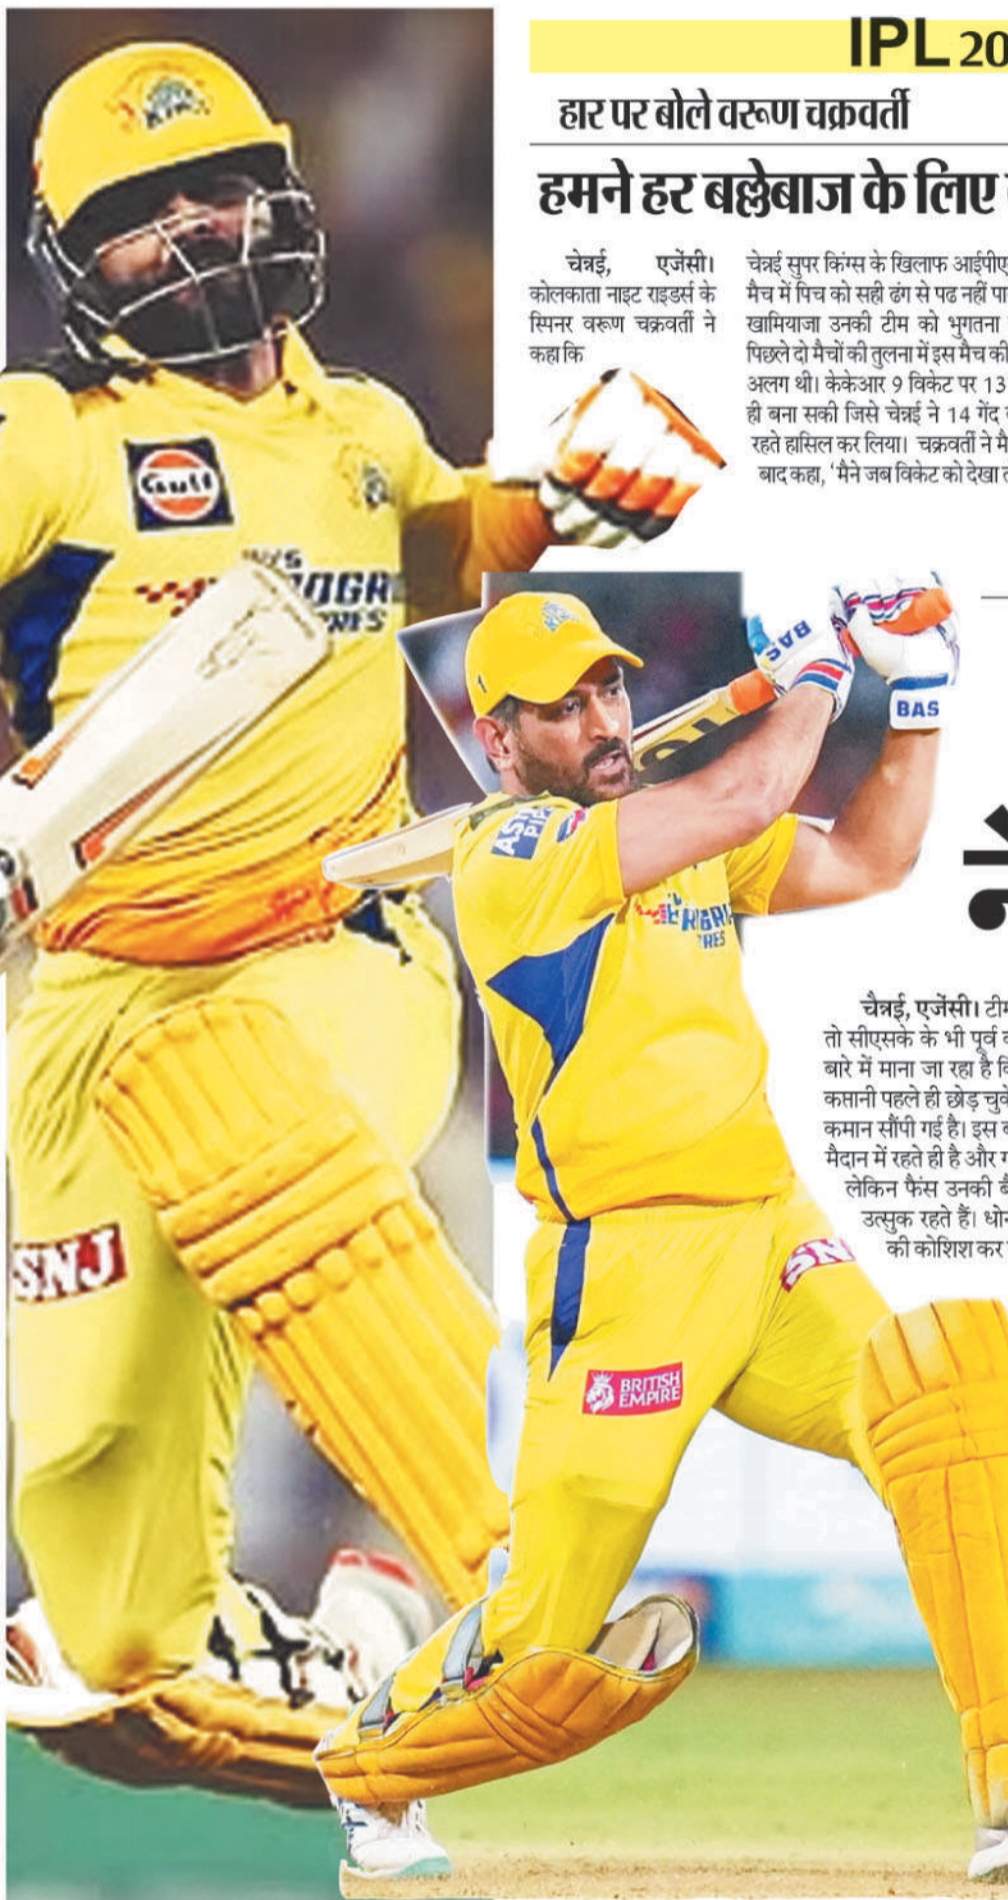 IPL 20
हार पर बोले वरूण चक्रवर्ती
हमने हर बल्लेबाज के लिए
चेन्नई, एजेंसी।
कोलकाता नाइट राइडर्स के
स्पिनर वरूण चक्रवर्ती ने
कहा कि
चेन्नई सुपर किंग्स के खिलाफ आईपीए
मैच में पिच को सही ढंग से पढ नहीं पा
खामियाजा उनकी टीम को भुगतना
पिछले दो मैचों की तुलना में इस मैच की
अलग थी। केकेआर 9 विकेट पर 13
ही बना सकी जिसे चेन्नई ने 14 गेंद
रहते हासिल कर लिया। चक्रवर्ती ने मै
बाद कहा, 'मैने जब विकेट को देखा त
चैन्नई, एजेंसी। टीम
तो सीएसके के भी पूर्व क
बारे में माना जा रहा है कि
कप्तानी पहले ही छोड़ चुके
कमान सौंपी गई है। इस ब
मैदान में रहते ही है और
लेकिन फैंस उनकी बै
उत्सुक रहते हैं। धोन
की कोशिश कर
Gulf
SNJ
BAS
BAS
TRES
SN
BRITISH
EMPIRE